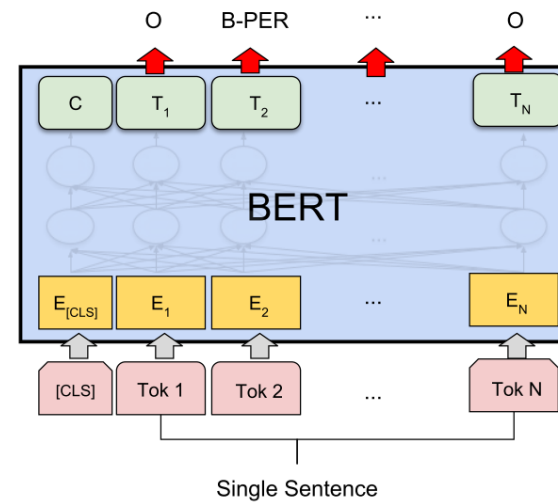 O B-PER ... O
C T1 T2 ... TN
...
BERT
...
E[CLS] E1 E2 ... EN
[CLS] Tok 1 Tok 2 ... Tok N
Single Sentence